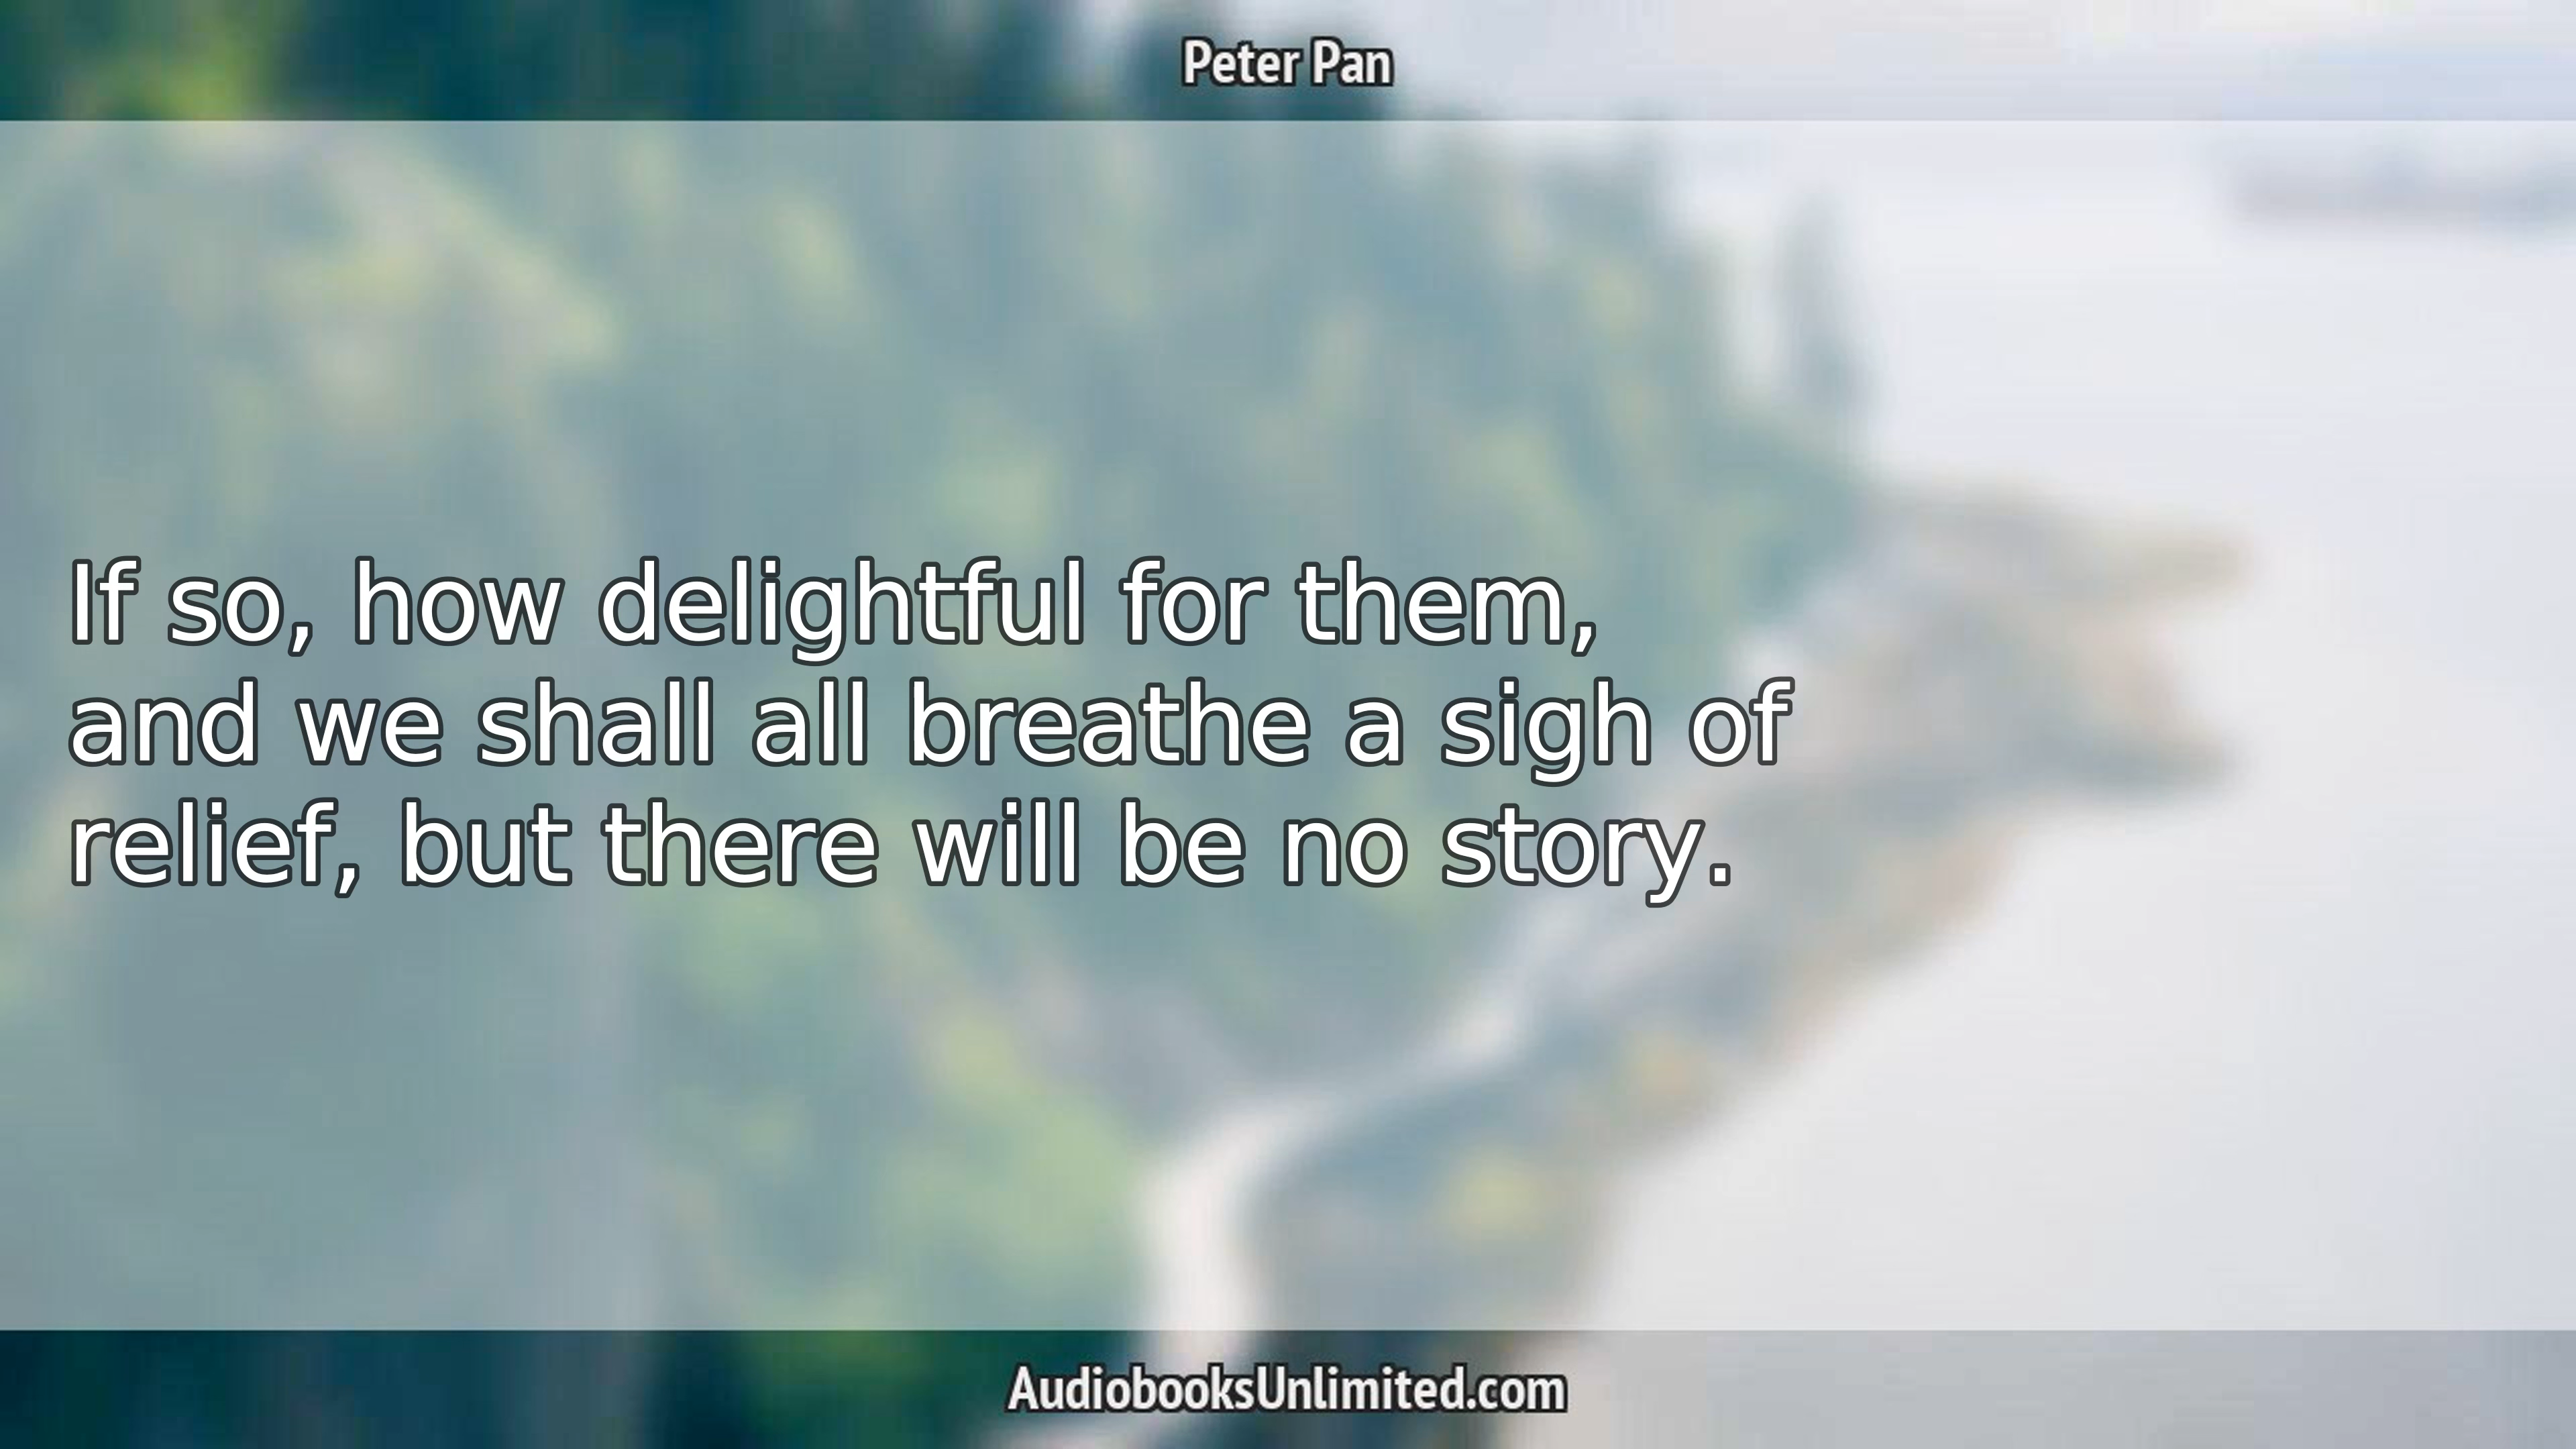 Peter Pan
If so, how delightful for them,
and we shall all breathe a sigh of
relief, but there will be no story.
AudiobooksUnlimited.com